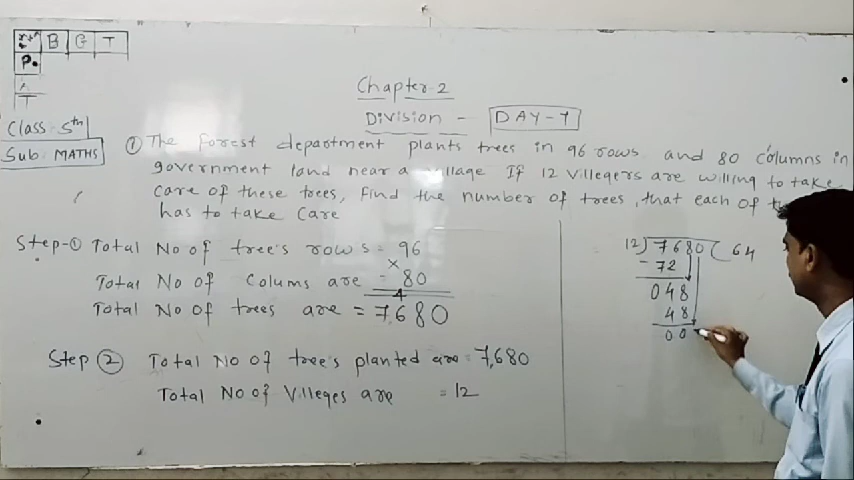 B G T
P.
T
Chapter-2
Division - DAY-1
Class: 5th
Sub: MATHS
① The forest department plants trees in 96 rows and 80 columns in
government land near a village If 12 Villegers are willing to take
care of these trees, Find the number of trees, that each of
has to take care
Step-① Total No of tree's rows = 96
×
Total No of Colums are = 80
4
Total No of trees are = 7,680
Step ② Total No of tree's planted are = 7,680
Total No of Villeges are = 12
12) 7680 ( 64
- 72
048
48
00